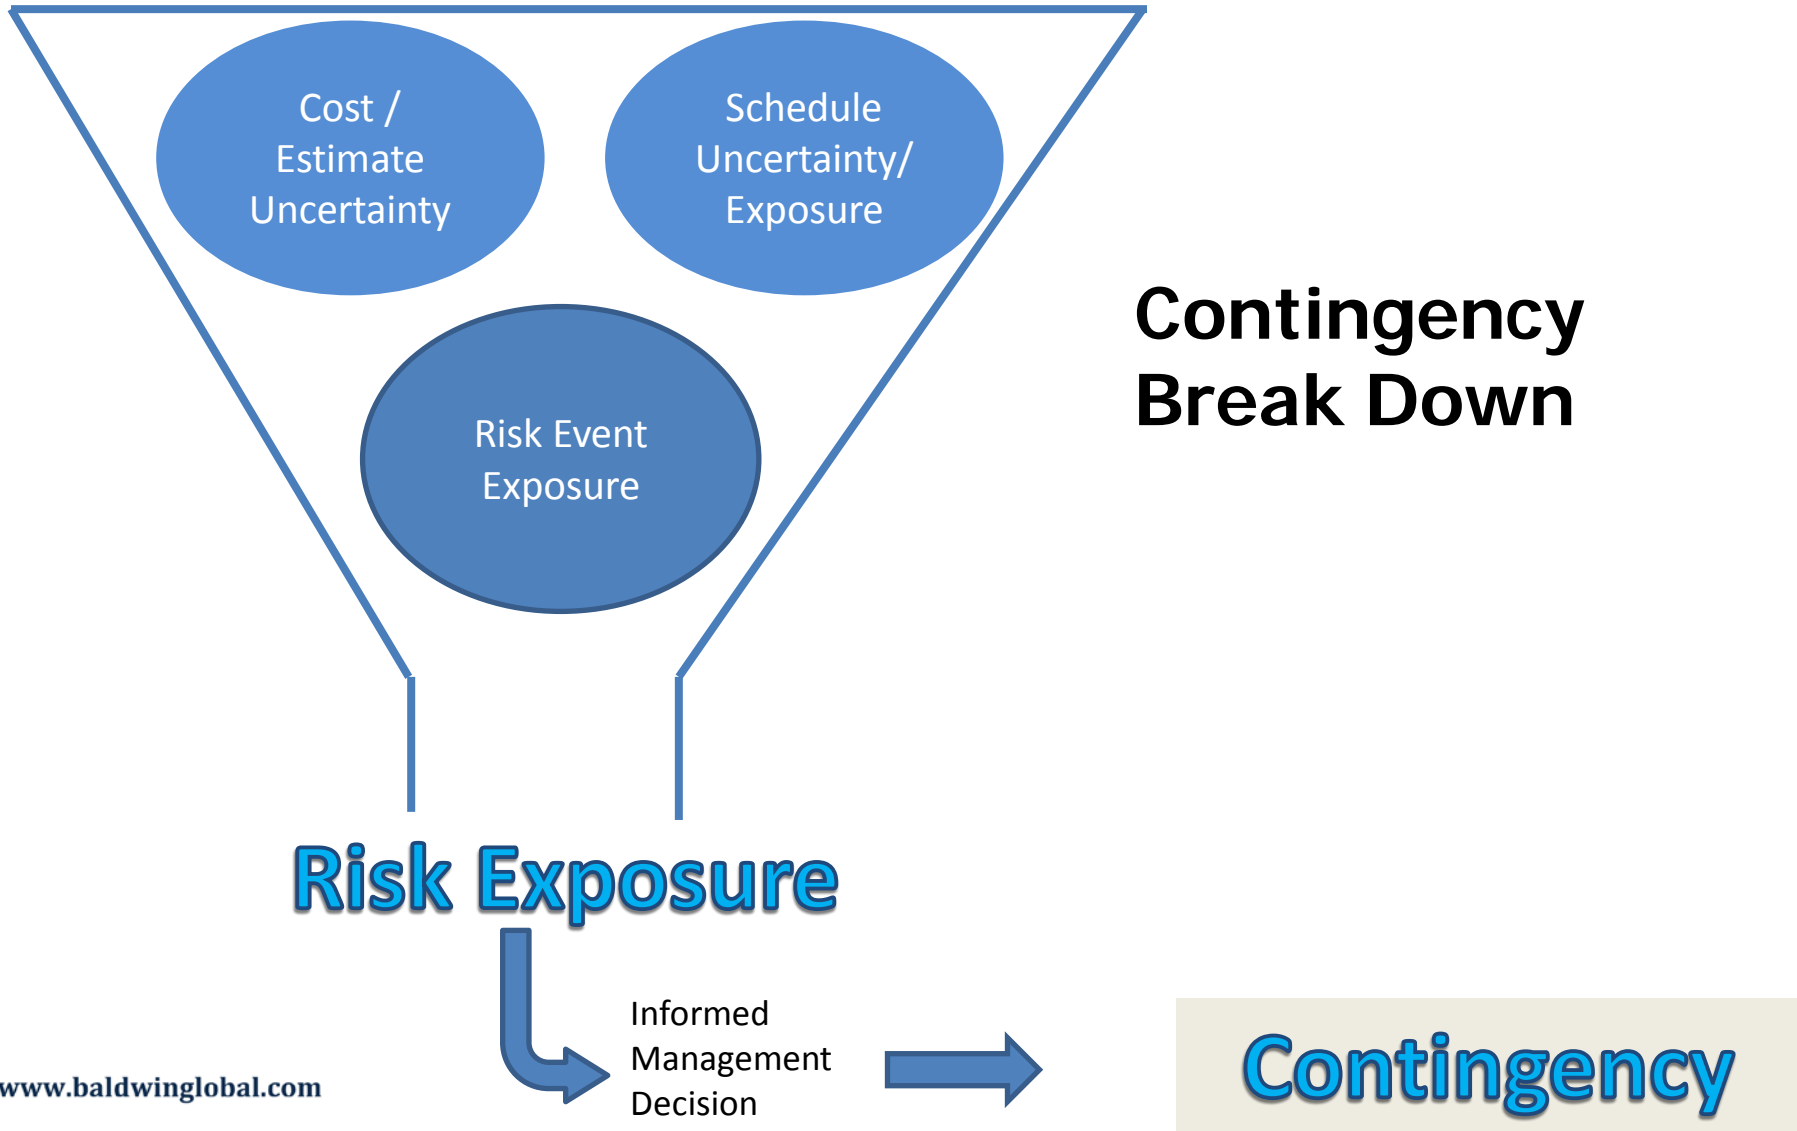 Cost /
Estimate
Uncertainty
Schedule
Uncertainty/
Exposure
Risk Event
Exposure
Contingency
Break Down
Risk Exposure
Informed
Management
Decision
Contingency
www.baldwinglobal.com